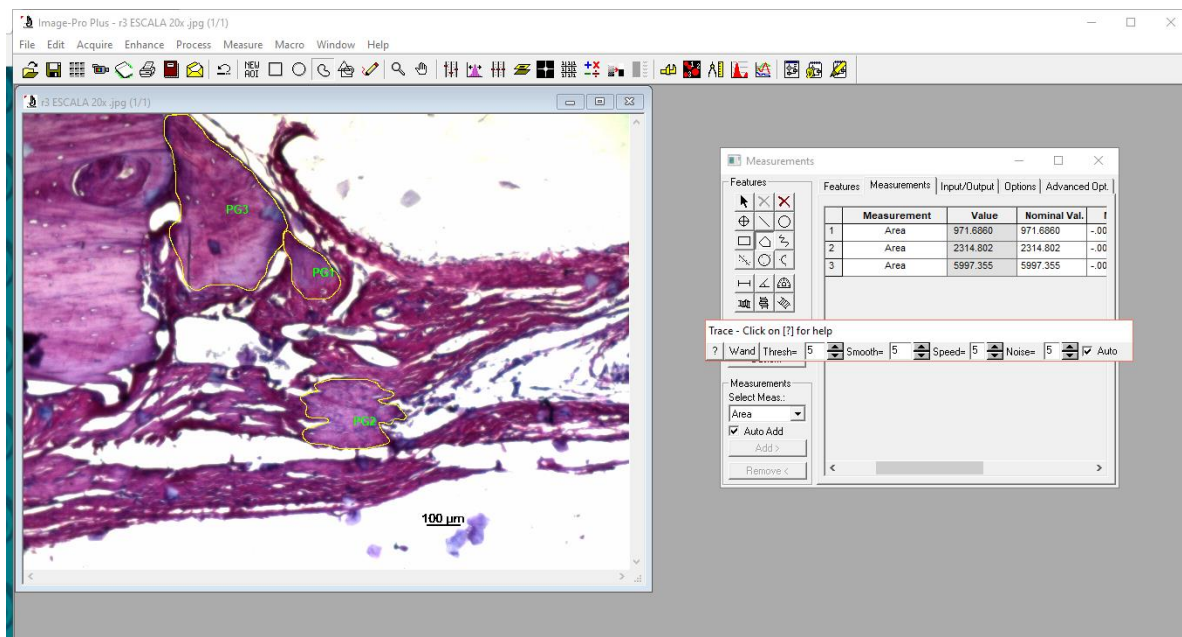 Image-Pro Plus - r3 ESCALA 20x .jpg (1/1)
File Edit Acquire Enhance Process Measure Macro Window Help
NEW AOI
r3 ESCALA 20x .jpg (1/1)
PG3
PG1
PG2
100 µm
Measurements
Features
Features Measurements Input/Output Options Advanced Opt.
Measurement Value Nominal Val.
1 Area 971.6860 971.6860 -.00
2 Area 2314.802 2314.802 -.00
3 Area 5997.355 5997.355 -.00
Trace - Click on [?] for help
? Wand Thresh= 5 Smooth= 5 Speed= 5 Noise= 5 Auto
Measurements
Select Meas.:
Area
Auto Add
Add >
Remove <